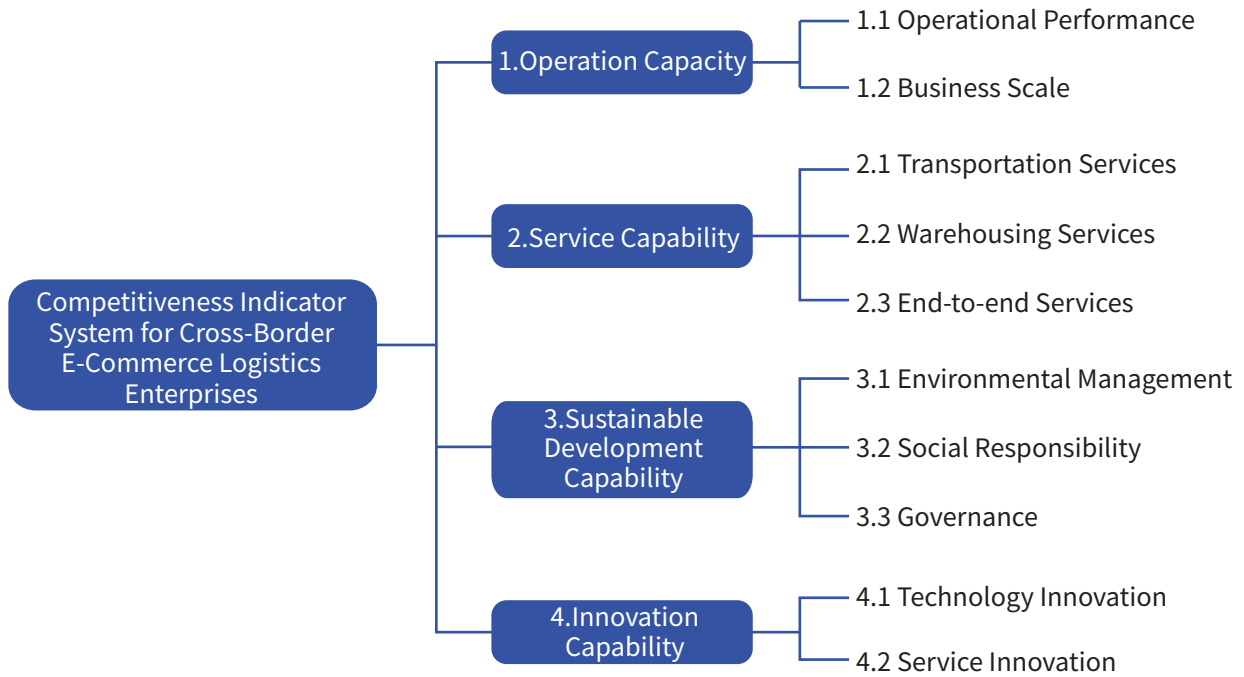 Competitiveness Indicator
System for Cross-Border
E-Commerce Logistics
Enterprises
1.Operation Capacity
1.1 Operational Performance
1.2 Business Scale
2.Service Capability
2.1 Transportation Services
2.2 Warehousing Services
2.3 End-to-end Services
3.Sustainable
Development
Capability
3.1 Environmental Management
3.2 Social Responsibility
3.3 Governance
4.Innovation
Capability
4.1 Technology Innovation
4.2 Service Innovation